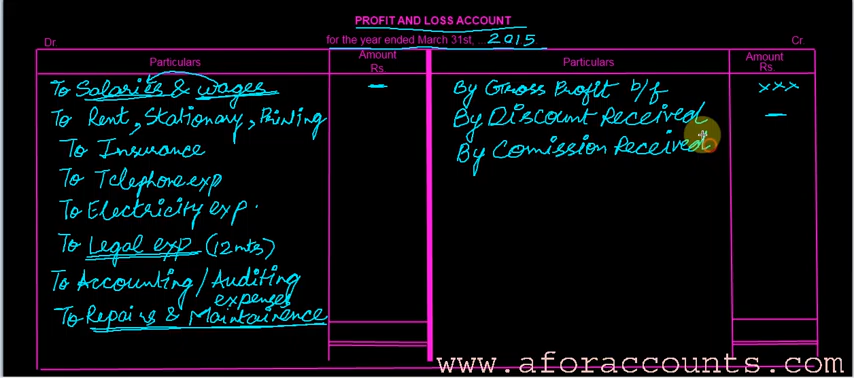 PROFIT AND LOSS ACCOUNT
Dr. for the year ended March 31st, ... 2015 Cr.
Particulars Amount Rs. Particulars Amount Rs.
To Salaries & wages — By Gross Profit b/f xxx
To Rent, Stationary, Printing By Discount Received —
To Insurance By Comission Received
To Telephone exp
To Electricity exp.
To Legal exp (12 mts)
To Accounting / Auditing
expenses
To Repairs & Maintainence
www.aforaccounts.com